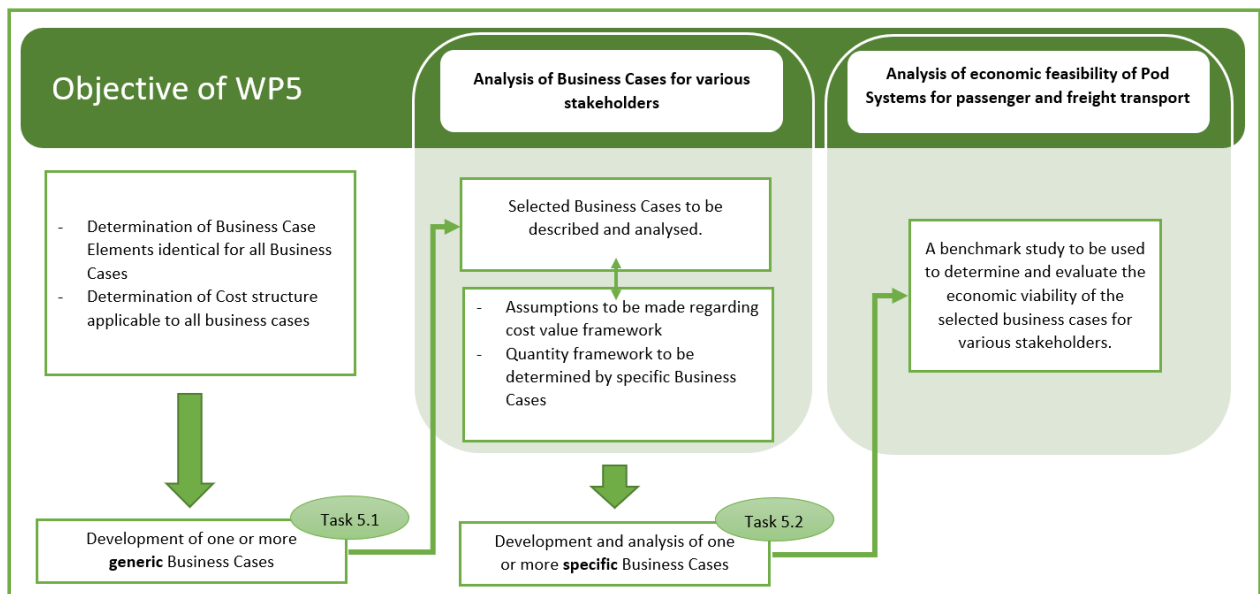 Objective of WP5
Analysis of Business Cases for various
stakeholders
Analysis of economic feasibility of Pod
Systems for passenger and freight transport
- Determination of Business Case
Elements identical for all Business
Cases
- Determination of Cost structure
applicable to all business cases
Development of one or more
generic Business Cases
Task 5.1
Selected Business Cases to be
described and analysed.
- Assumptions to be made regarding
cost value framework
- Quantity framework to be
determined by specific Business
Cases
Development and analysis of one
or more specific Business Cases
Task 5.2
A benchmark study to be used
to determine and evaluate the
economic viability of the
selected business cases for
various stakeholders.